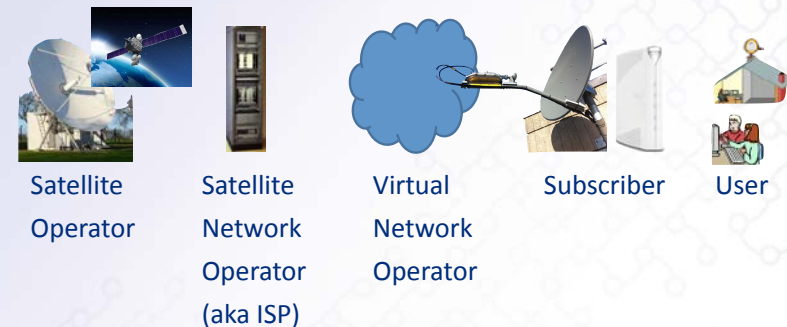 Satellite
Operator
Satellite
Network
Operator
(aka ISP)
Virtual
Network
Operator
Subscriber
User